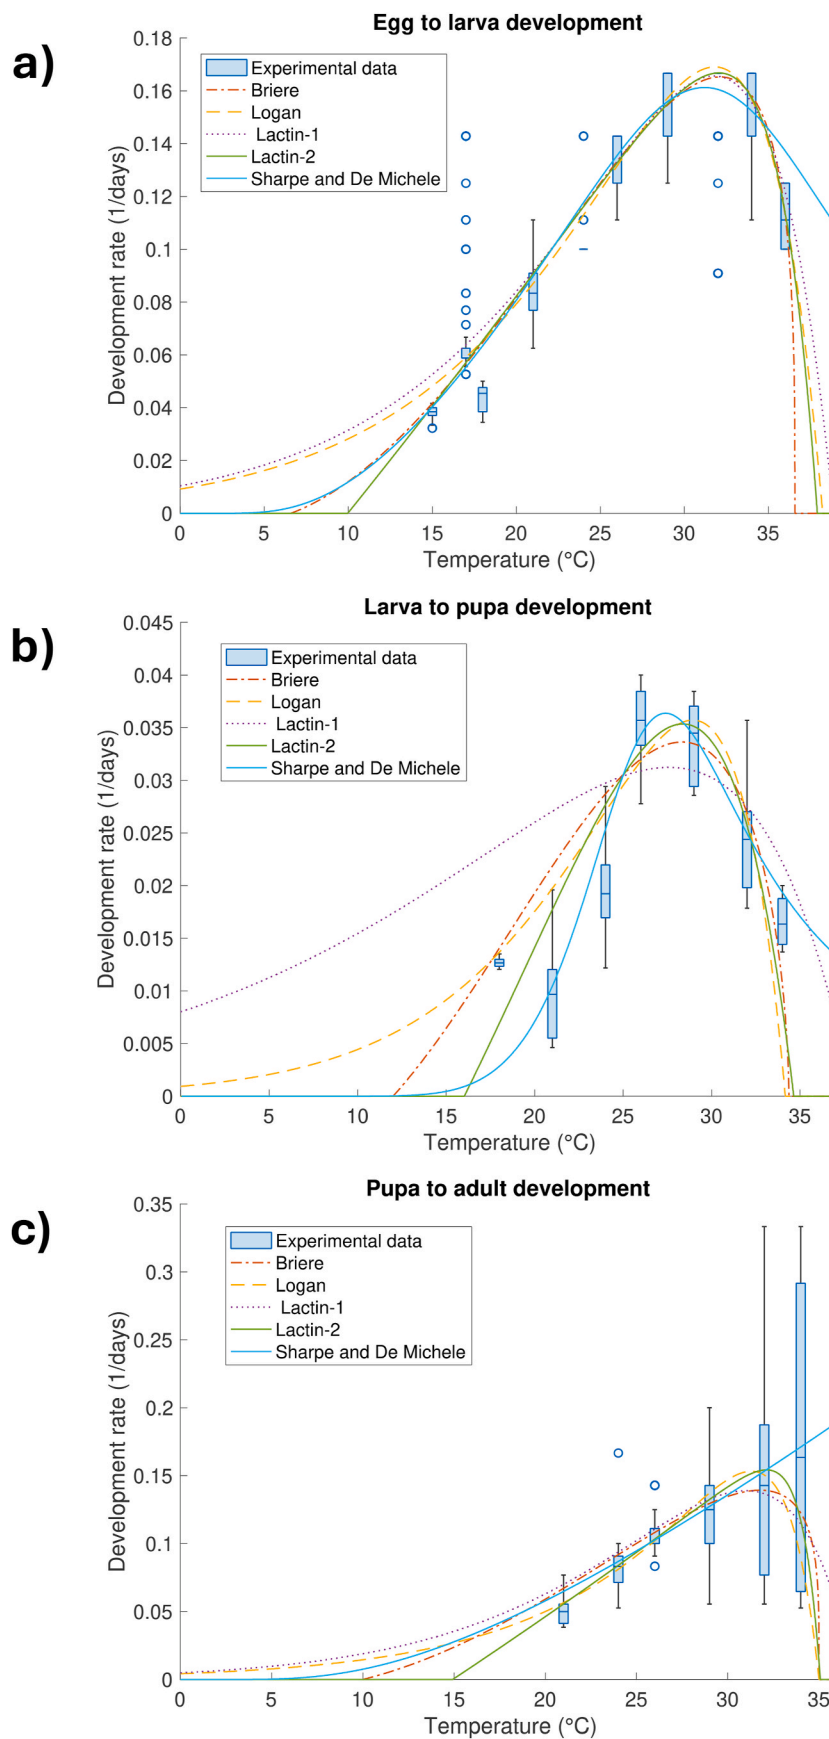 Egg to larva development
a)
0.18
0.16
0.14
0.12
0.1
0.08
0.06
0.04
0.02
0
Development rate (1/days)
Experimental data
Briere
Logan
Lactin-1
Lactin-2
Sharpe and De Michele
0 5 10 15 20 25 30 35
Temperature (°C)
Larva to pupa development
b)
0.045
0.04
0.035
0.03
0.025
0.02
0.015
0.01
0.005
0
Development rate (1/days)
Experimental data
Briere
Logan
Lactin-1
Lactin-2
Sharpe and De Michele
0 5 10 15 20 25 30 35
Temperature (°C)
Pupa to adult development
c)
0.35
0.3
0.25
0.2
0.15
0.1
0.05
0
Development rate (1/days)
Experimental data
Briere
Logan
Lactin-1
Lactin-2
Sharpe and De Michele
0 5 10 15 20 25 30 35
Temperature (°C)